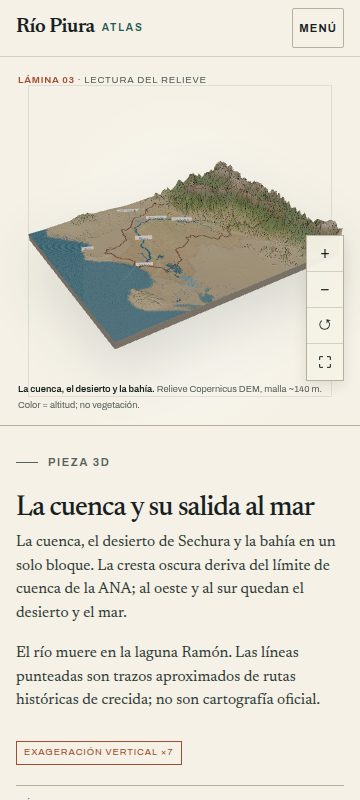 Río Piura ATLAS
MENÚ
LÁMINA 03 · LECTURA DEL RELIEVE
+
−
La cuenca, el desierto y la bahía. Relieve Copernicus DEM, malla ~140 m.
Color = altitud; no vegetación.
PIEZA 3D
La cuenca y su salida al mar
La cuenca, el desierto de Sechura y la bahía en un
solo bloque. La cresta oscura deriva del límite de
cuenca de la ANA; al oeste y al sur quedan el
desierto y el mar.
El río muere en la laguna Ramón. Las líneas
punteadas son trazos aproximados de rutas
históricas de crecida; no son cartografía oficial.
EXAGERACIÓN VERTICAL ×7